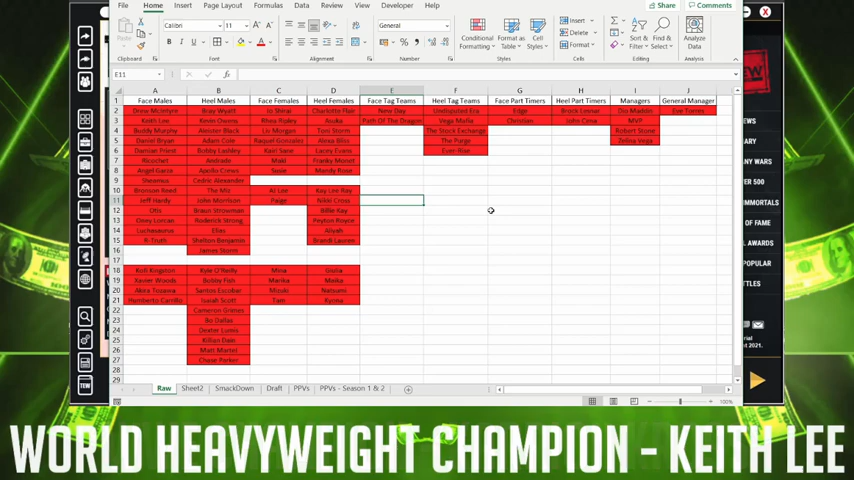 File Home Insert Page Layout Formulas Data Review View Developer Help Share Comments
Calibri 11 General Insert
Paste Conditional Format as Cell Delete Sort & Find & Analyze
Formatting Table Styles Format Filter Select Data
Clipboard Font Alignment Number Styles Cells Editing Analysis
E11 fx
A B C D E F G H I J
1 Face Males Heel Males Face Females Heel Females Face Tag Teams Heel Tag Teams Face Part Timers Heel Part Timers Managers General Manager
2 Drew McIntyre Bray Wyatt Io Shirai Charlotte Flair New Day Undisputed Era Edge Brock Lesnar Dio Maddin Eve Torres
3 Keith Lee Kevin Owens Rhea Ripley Asuka Path Of The Dragon Vega Mafia Christian John Cena MVP
4 Buddy Murphy Aleister Black Liv Morgan Toni Storm The Stock Exchange Robert Stone
5 Daniel Bryan Adam Cole Raquel Gonzalez Alexa Bliss The Purge Zelina Vega
6 Damian Priest Bobby Lashley Kairi Sane Lacey Evans Ever-Rise
7 Ricochet Andrade Maki Franky Monet
8 Angel Garza Apollo Crews Susie Mandy Rose
9 Sheamus Cedric Alexander
10 Bronson Reed The Miz AJ Lee Kay Lee Ray
11 Jeff Hardy John Morrison Paige Nikki Cross
12 Otis Braun Strowman Billie Kay
13 Oney Lorcan Roderick Strong Peyton Royce
14 Luchasaurus Elias Aliyah
15 R-Truth Shelton Benjamin Brandi Lauren
16 James Storm
17
18 Kofi Kingston Kyle O'Reilly Mina Giulia
19 Xavier Woods Bobby Fish Marika Maika
20 Akira Tozawa Santos Escobar Mizuki Natsumi
21 Humberto Carrillo Isaiah Scott Tam Kyona
22 Cameron Grimes
23 Bo Dallas
24 Dexter Lumis
25 Killian Dain
26 Matt Martel
27 Chase Parker
28
29
Raw Sheet2 SmackDown Draft PPVs PPVs - Season 1 & 2
100%
NEWS
ANY WARS
OVER 500
IMMORTALS
OF FAME
AL AWARDS
POPULAR
TTLES
2021.
TEW
WORLD HEAVYWEIGHT CHAMPION - KEITH LEE